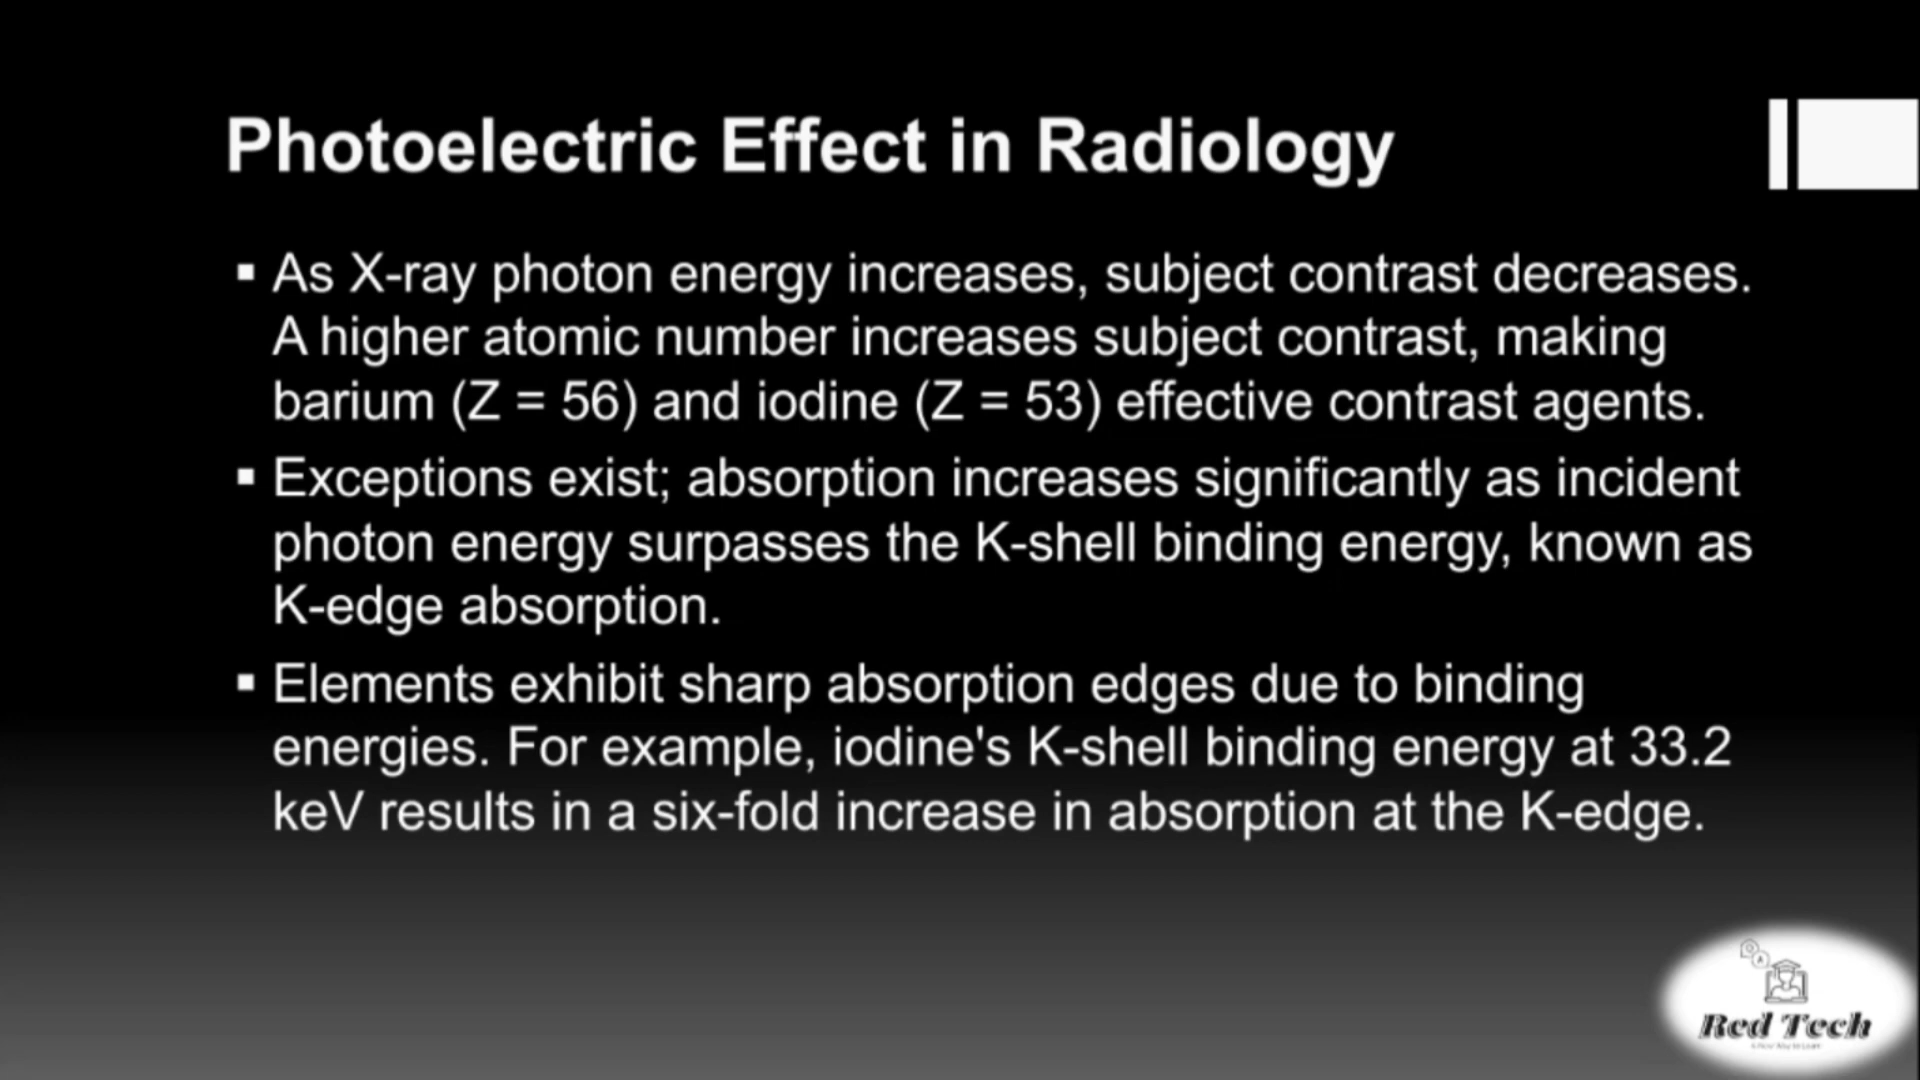 Photoelectric Effect in Radiology
▪ As X-ray photon energy increases, subject contrast decreases.
A higher atomic number increases subject contrast, making
barium (Z = 56) and iodine (Z = 53) effective contrast agents.
▪ Exceptions exist; absorption increases significantly as incident
photon energy surpasses the K-shell binding energy, known as
K-edge absorption.
▪ Elements exhibit sharp absorption edges due to binding
energies. For example, iodine's K-shell binding energy at 33.2
keV results in a six-fold increase in absorption at the K-edge.
Red Tech